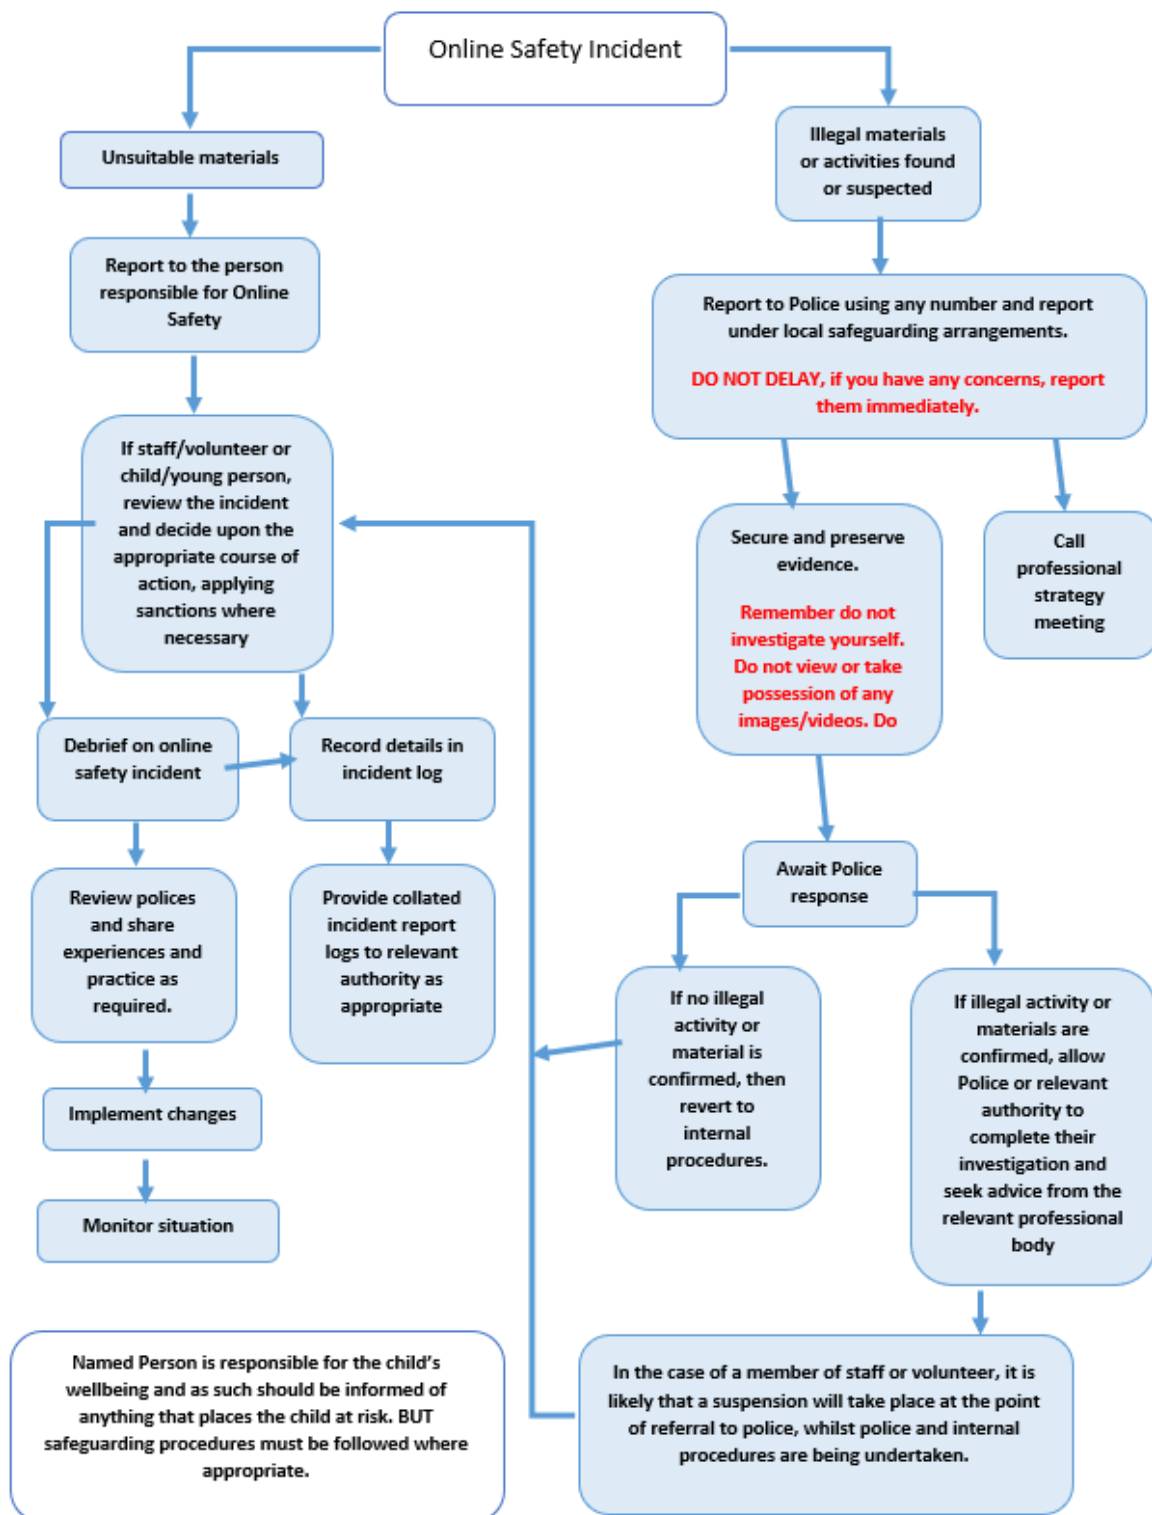 Online Safety Incident
Unsuitable materials
Report to the person
responsible for Online
Safety
If staff/volunteer or
child/young person,
review the incident
and decide upon the
appropriate course of
action, applying
sanctions where
necessary
Debrief on online
safety incident
Record details in
incident log
Review polices
and share
experiences and
practice as
required.
Provide collated
incident report
logs to relevant
authority as
appropriate
Implement changes
Monitor situation
Illegal materials
or activities found
or suspected
Report to Police using any number and report
under local safeguarding arrangements.
DO NOT DELAY, if you have any concerns, report
them immediately.
Secure and preserve
evidence.
Remember do not
investigate yourself.
Do not view or take
possession of any
images/videos. Do
Call
professional
strategy
meeting
Await Police
response
If no illegal
activity or
material is
confirmed, then
revert to
internal
procedures.
If illegal activity or
materials are
confirmed, allow
Police or relevant
authority to
complete their
investigation and
seek advice from the
relevant professional
body
In the case of a member of staff or volunteer, it is
likely that a suspension will take place at the point
of referral to police, whilst police and internal
procedures are being undertaken.
Named Person is responsible for the child’s
wellbeing and as such should be informed of
anything that places the child at risk. BUT
safeguarding procedures must be followed where
appropriate.